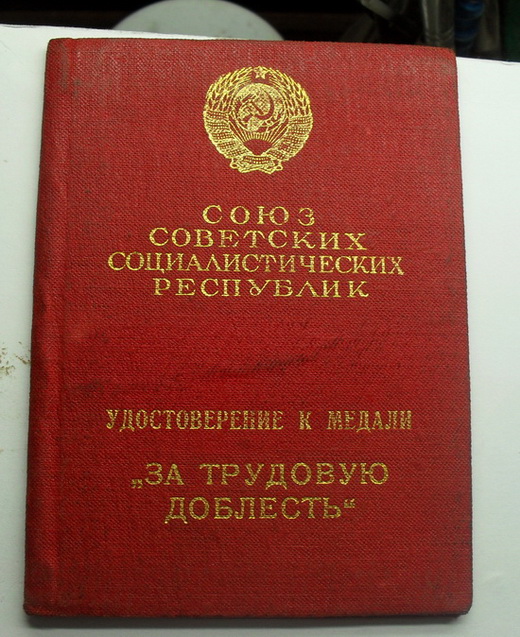 СОЮЗ
СОВЕТСКИХ
СОЦИАЛИСТИЧЕСКИХ
РЕСПУБЛИК
УДОСТОВЕРЕНИЕ К МЕДАЛИ
„ЗА ТРУДОВУЮ
ДОБЛЕСТЬ“